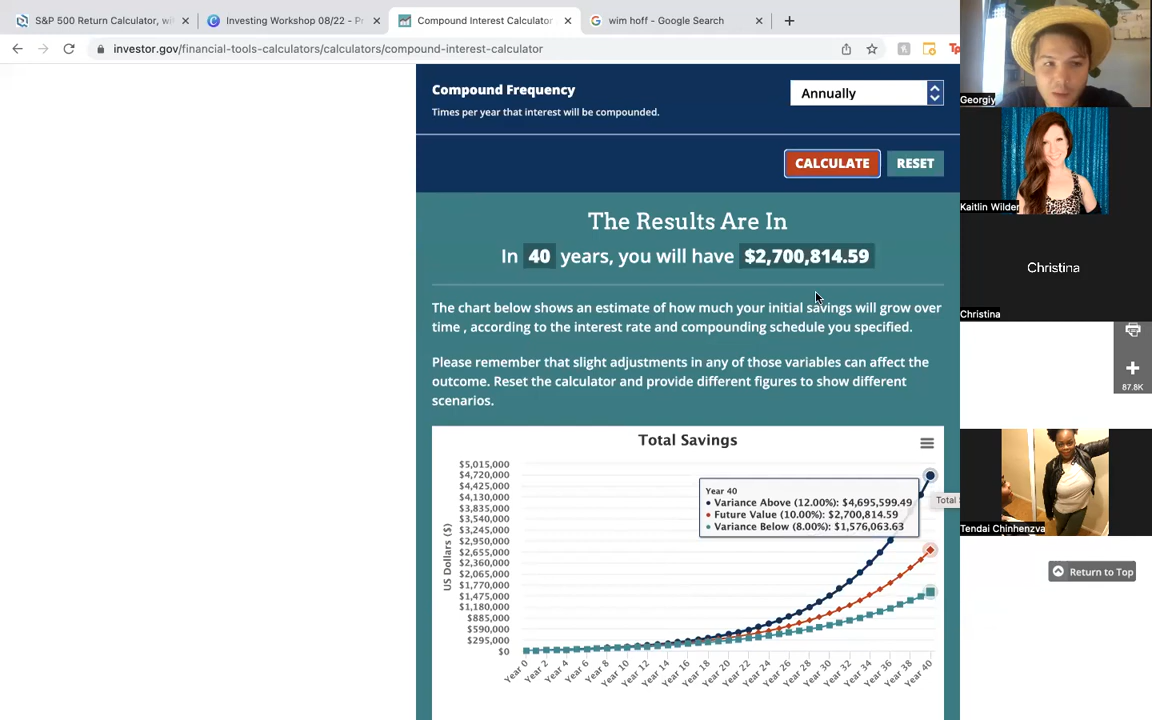 S&P 500 Return Calculator, wi
Investing Workshop 08/22 - P
Compound Interest Calculator
wim hoff - Google Search
investor.gov/financial-tools-calculators/calculators/compound-interest-calculator
Compound Frequency
Times per year that interest will be compounded.
Annually
CALCULATE
RESET
The Results Are In
In 40 years, you will have $2,700,814.59
The chart below shows an estimate of how much your initial savings will grow over
time , according to the interest rate and compounding schedule you specified.
Please remember that slight adjustments in any of those variables can affect the
outcome. Reset the calculator and provide different figures to show different
scenarios.
Total Savings
US Dollars ($)
$5,015,000
$4,720,000
$4,425,000
$4,130,000
$3,835,000
$3,540,000
$3,245,000
$2,950,000
$2,655,000
$2,360,000
$2,065,000
$1,770,000
$1,475,000
$1,180,000
$885,000
$590,000
$295,000
$0
Year 40
Variance Above (12.00%): $4,695,599.49
Future Value (10.00%): $2,700,814.59
Variance Below (8.00%): $1,576,063.63
Total
Year 0
Year 2
Year 4
Year 6
Year 8
Year 10
Year 12
Year 14
Year 16
Year 18
Year 20
Year 22
Year 24
Year 26
Year 28
Year 30
Year 32
Year 34
Year 36
Year 38
Year 40
Georgiy
Kaitlin Wilder
Christina
Christina
87.8K
Tendai Chinhenzva
Return to Top